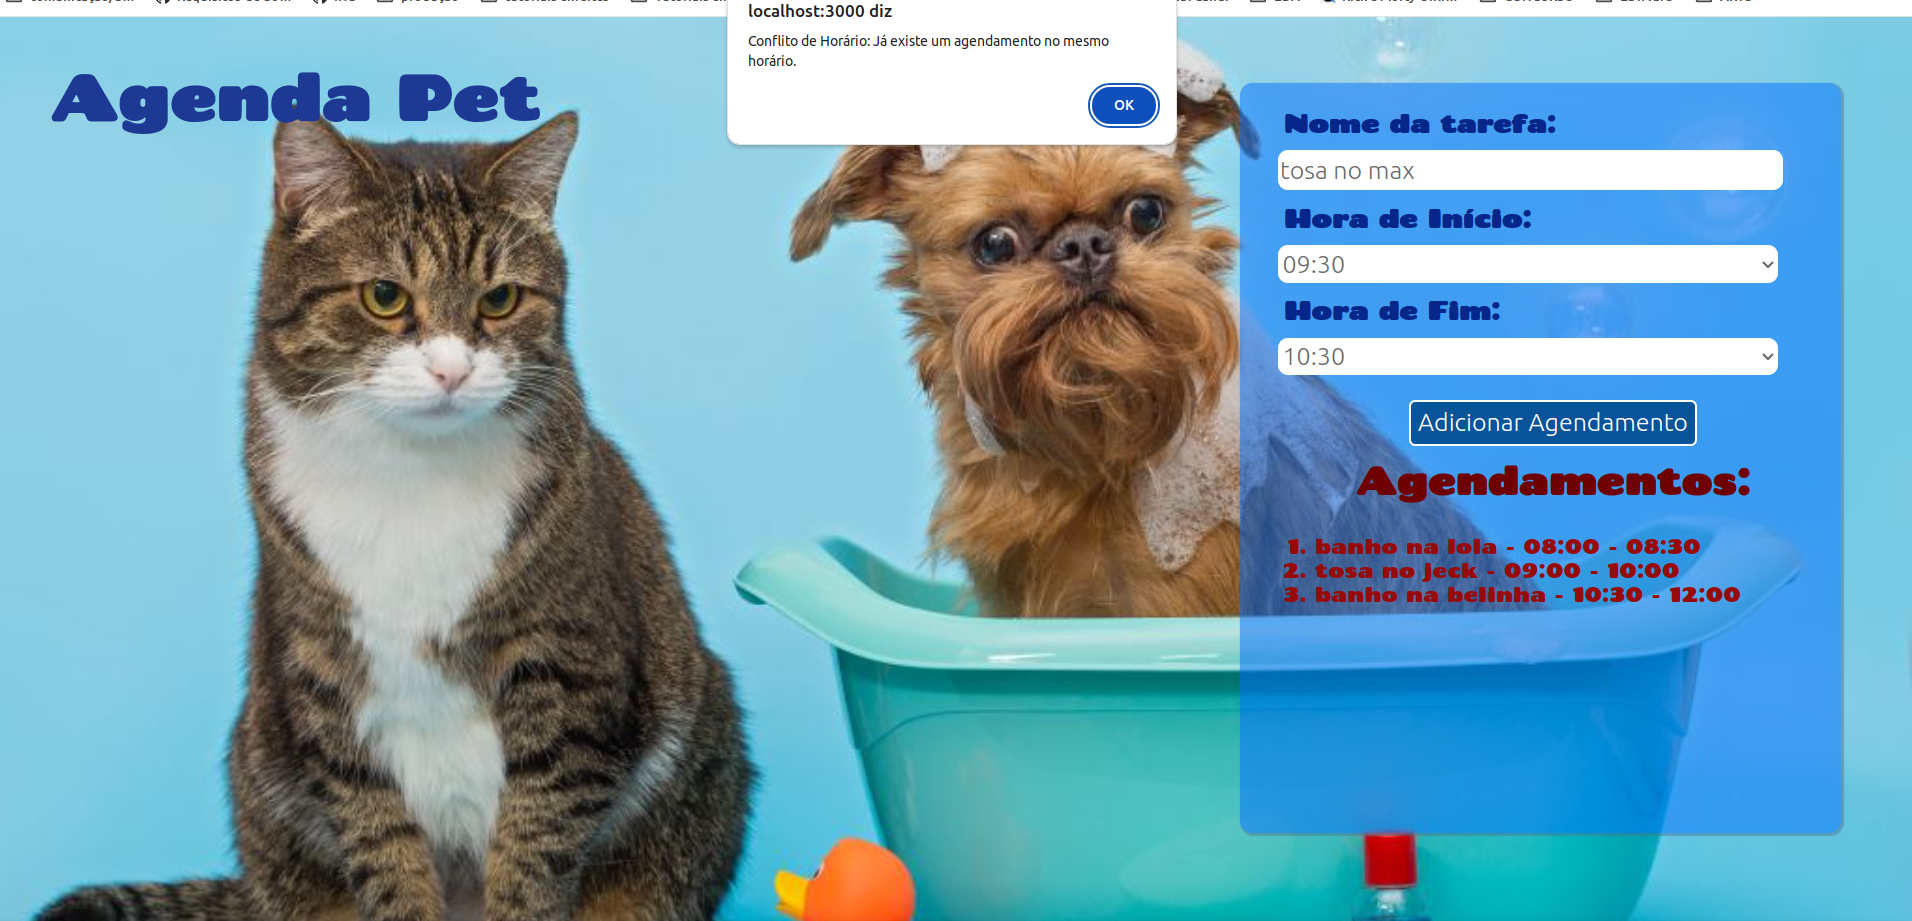 localhost:3000 diz
Conflito de Horário: Já existe um agendamento no mesmo
horário.
OK
Agenda Pet
Nome da tarefa:
tosa no max
Hora de Início:
09:30
Hora de Fim:
10:30
Adicionar Agendamento
Agendamentos:
1. banho na lola - 08:00 - 08:30
2. tosa no jeck - 09:00 - 10:00
3. banho na belinha - 10:30 - 12:00